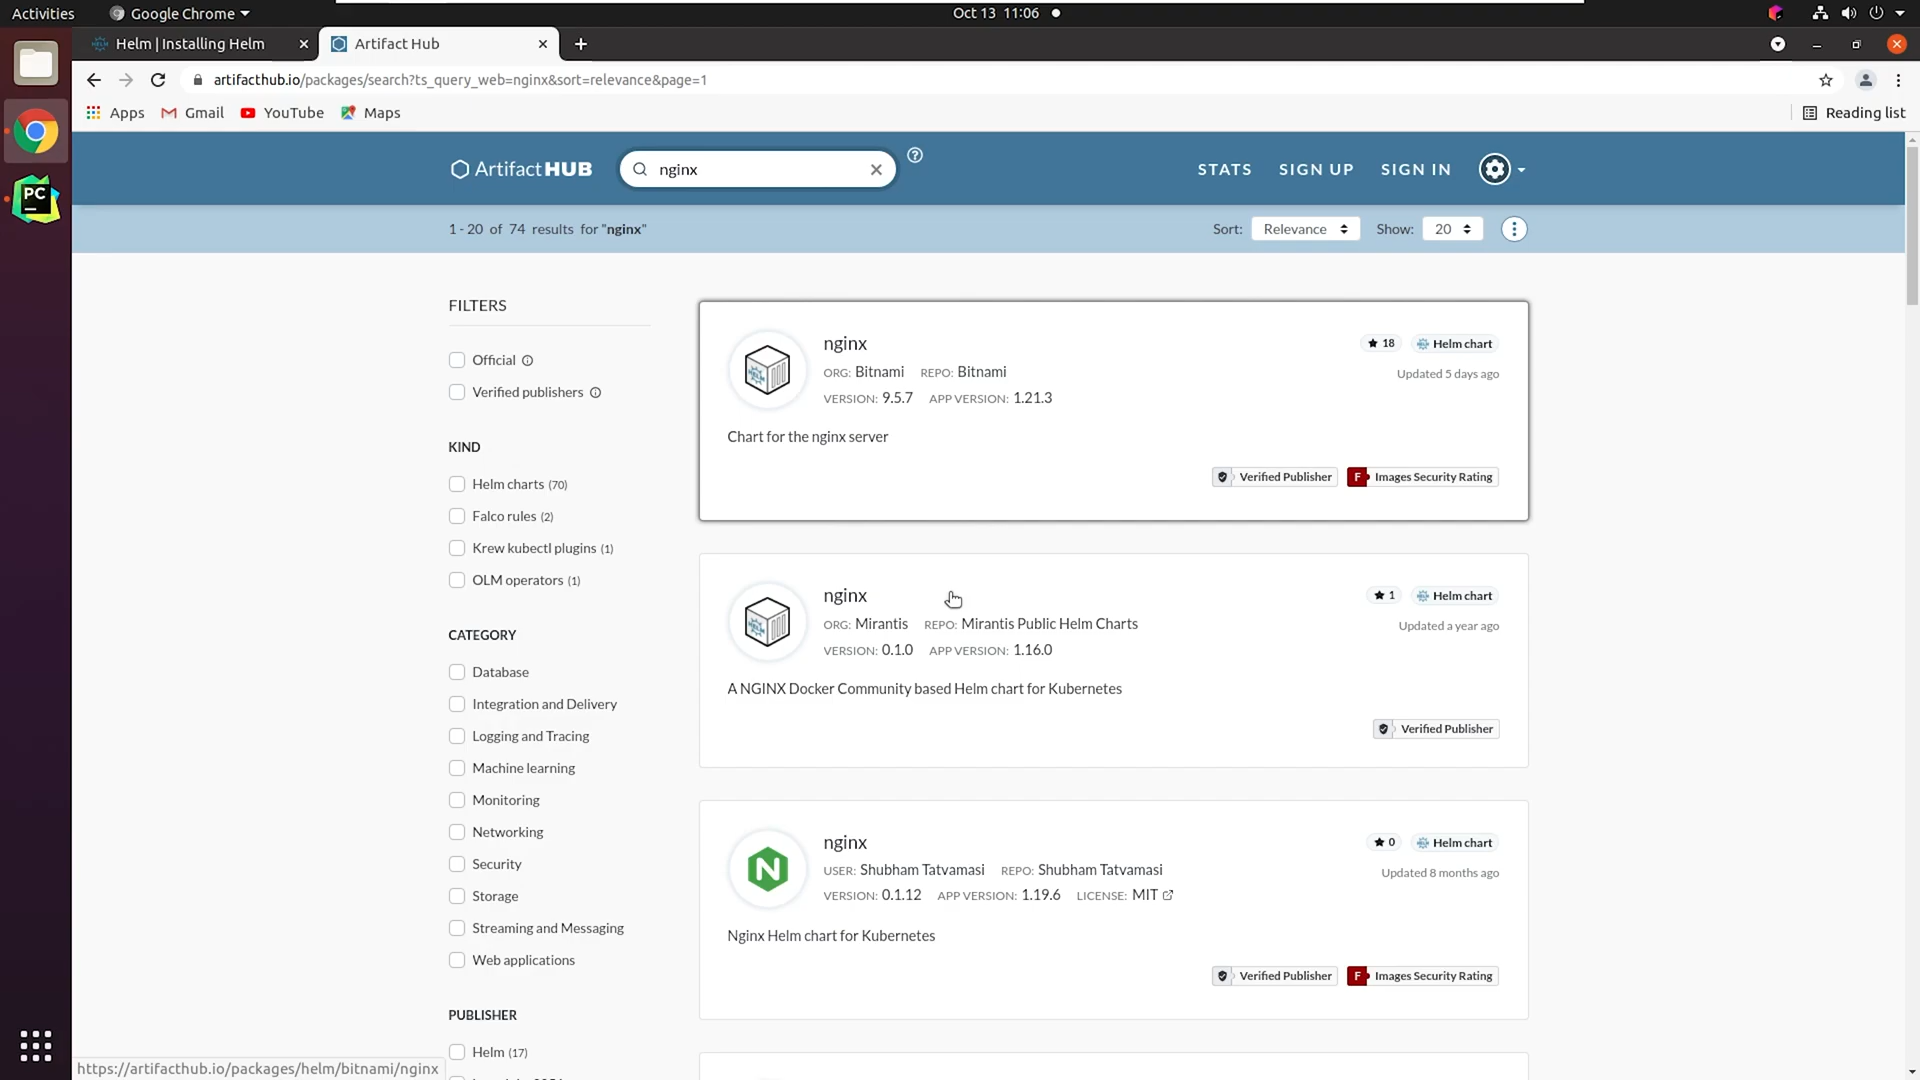 Activities
Google Chrome
Oct 13 11:06
Helm | Installing Helm
Artifact Hub
artifacthub.io/packages/search?ts_query_web=nginx&sort=relevance&page=1
Apps
Gmail
YouTube
Maps
Reading list
PC
ArtifactHUB
nginx
STATS
SIGN UP
SIGN IN
1 - 20 of 74 results for "nginx"
Sort:
Relevance
Show:
20
FILTERS
Official
Verified publishers
KIND
Helm charts (70)
Falco rules (2)
Krew kubectl plugins (1)
OLM operators (1)
CATEGORY
Database
Integration and Delivery
Logging and Tracing
Machine learning
Monitoring
Networking
Security
Storage
Streaming and Messaging
Web applications
PUBLISHER
Helm (17)
nginx
18
Helm chart
ORG: Bitnami REPO: Bitnami
Updated 5 days ago
VERSION: 9.5.7 APP VERSION: 1.21.3
Chart for the nginx server
Verified Publisher
F Images Security Rating
nginx
1
Helm chart
ORG: Mirantis REPO: Mirantis Public Helm Charts
Updated a year ago
VERSION: 0.1.0 APP VERSION: 1.16.0
A NGINX Docker Community based Helm chart for Kubernetes
Verified Publisher
nginx
0
Helm chart
USER: Shubham Tatvamasi REPO: Shubham Tatvamasi
Updated 8 months ago
VERSION: 0.1.12 APP VERSION: 1.19.6 LICENSE: MIT
Nginx Helm chart for Kubernetes
Verified Publisher
F Images Security Rating
https://artifacthub.io/packages/helm/bitnami/nginx